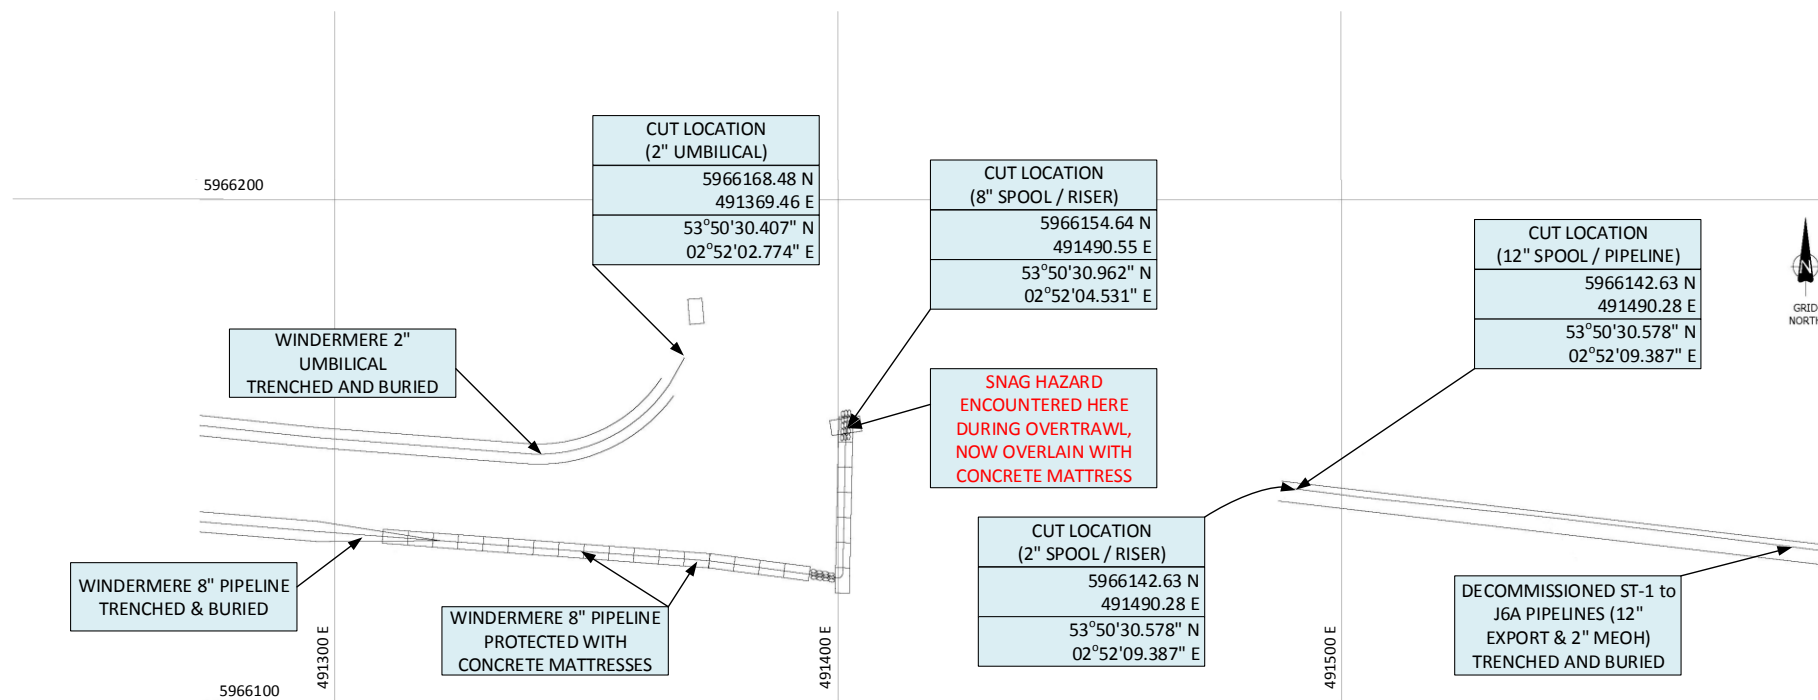 CUT LOCATION
(2" UMBILICAL)
5966168.48 N
491369.46 E
53°50'30.407" N
02°52'02.774" E
5966200
CUT LOCATION
(8" SPOOL / RISER)
5966154.64 N
491490.55 E
53°50'30.962" N
02°52'04.531" E
CUT LOCATION
(12" SPOOL / PIPELINE)
5966142.63 N
491490.28 E
53°50'30.578" N
02°52'09.387" E
N
GRID
NORTH
WINDERMERE 2"
UMBILICAL
TRENCHED AND BURIED
SNAG HAZARD
ENCOUNTERED HERE
DURING OVERTRAWL,
NOW OVERLAIN WITH
CONCRETE MATTRESS
CUT LOCATION
(2" SPOOL / RISER)
5966142.63 N
491490.28 E
53°50'30.578" N
02°52'09.387" E
WINDERMERE 8" PIPELINE
TRENCHED & BURIED
WINDERMERE 8" PIPELINE
PROTECTED WITH
CONCRETE MATTRESSES
DECOMMISSIONED ST-1 to
J6A PIPELINES (12"
EXPORT & 2" MEOH)
TRENCHED AND BURIED
491300 E
491400 E
491500 E
5966100